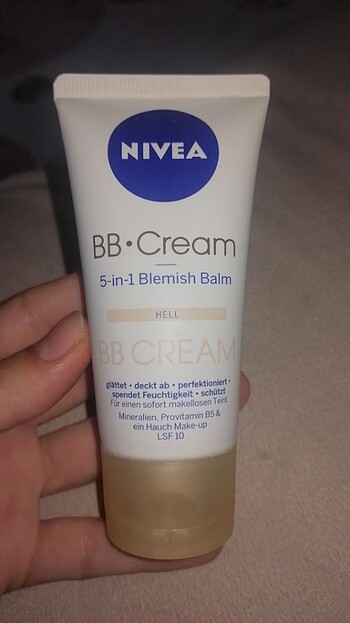 NIVEA
BB•Cream
5-in-1 Blemish Balm
HELL
BB CREAM
glättet • deckt ab • perfektioniert •
spendet Feuchtigkeit • schützt
Für einen sofort makellosen Teint
Mineralien, Provitamin B5 &
ein Hauch Make-up
LSF 10